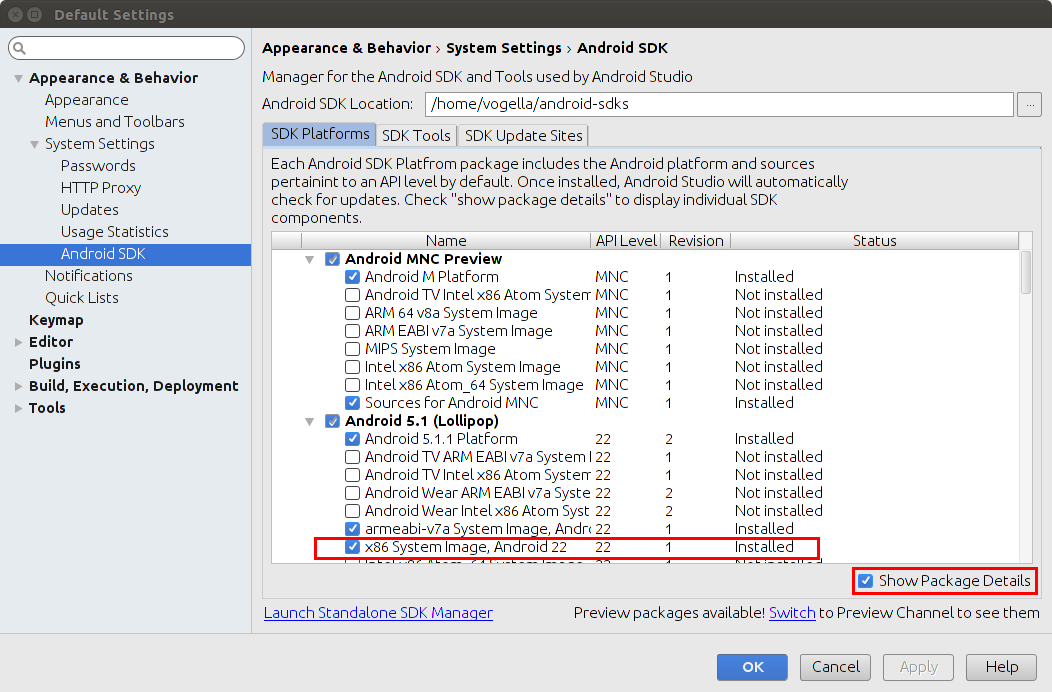 Default Settings
Appearance & Behavior
Appearance
Menus and Toolbars
System Settings
Passwords
HTTP Proxy
Updates
Usage Statistics
Android SDK
Notifications
Quick Lists
Keymap
Editor
Plugins
Build, Execution, Deployment
Tools
Appearance & Behavior › System Settings › Android SDK
Manager for the Android SDK and Tools used by Android Studio
Android SDK Location: /home/vogella/android-sdks ...
SDK Platforms SDK Tools SDK Update Sites
Each Android SDK Platfrom package includes the Android platform and sources
pertainint to an API level by default. Once installed, Android Studio will automatically
check for updates. Check "show package details" to display individual SDK
components.
Name API Level Revision Status
Android MNC Preview
Android M Platform MNC 1 Installed
Android TV Intel x86 Atom System MNC 1 Not installed
ARM 64 v8a System Image MNC 1 Not installed
ARM EABI v7a System Image MNC 1 Not installed
MIPS System Image MNC 1 Not installed
Intel x86 Atom System Image MNC 1 Not installed
Intel x86 Atom_64 System Image MNC 1 Not installed
Sources for Android MNC MNC 1 Installed
Android 5.1 (Lollipop)
Android 5.1.1 Platform 22 2 Installed
Android TV ARM EABI v7a System I 22 1 Not installed
Android TV Intel x86 Atom System 22 1 Not installed
Android Wear ARM EABI v7a Syste 22 2 Not installed
Android Wear Intel x86 Atom Syst 22 2 Not installed
armeabi-v7a System Image, Andro 22 1 Installed
x86 System Image, Android 22 22 1 Installed
Show Package Details
Launch Standalone SDK Manager Preview packages available! Switch to Preview Channel to see them
OK Cancel Apply Help